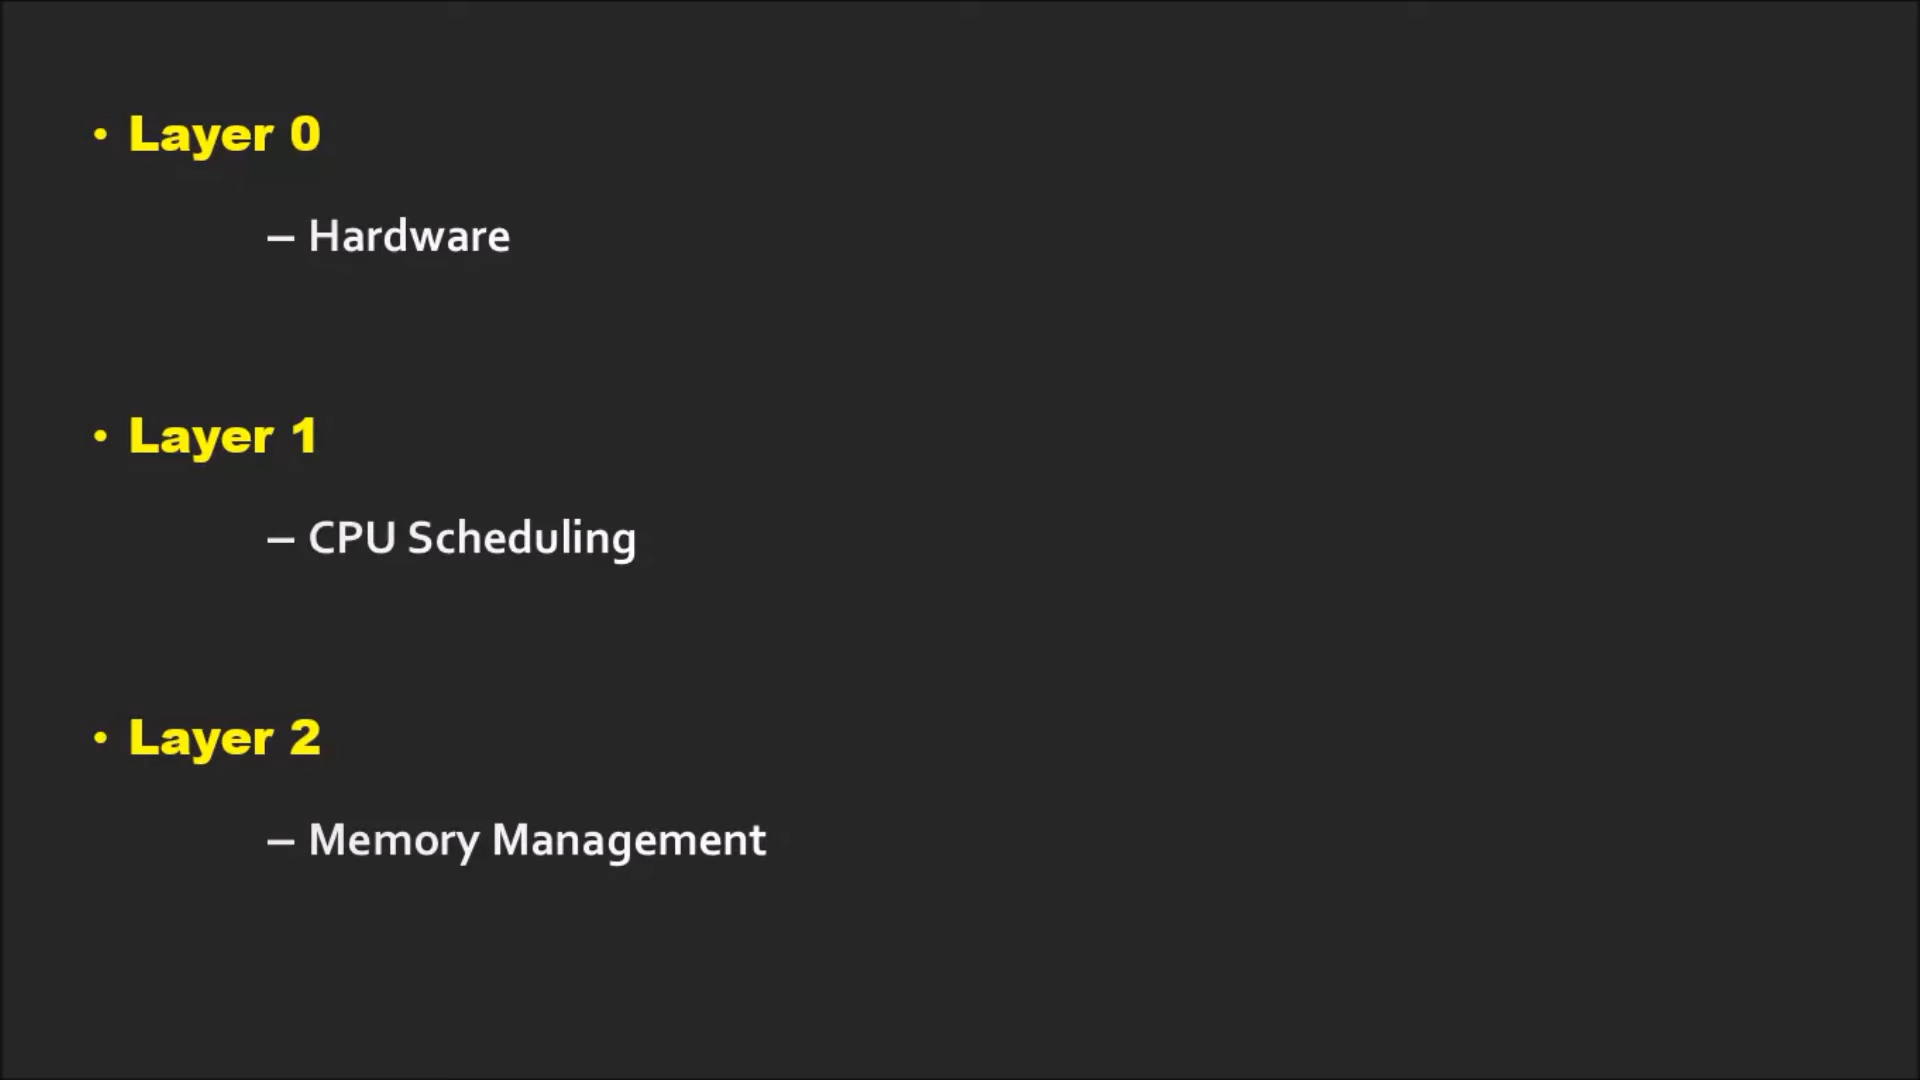 • Layer 0
– Hardware
• Layer 1
– CPU Scheduling
• Layer 2
– Memory Management